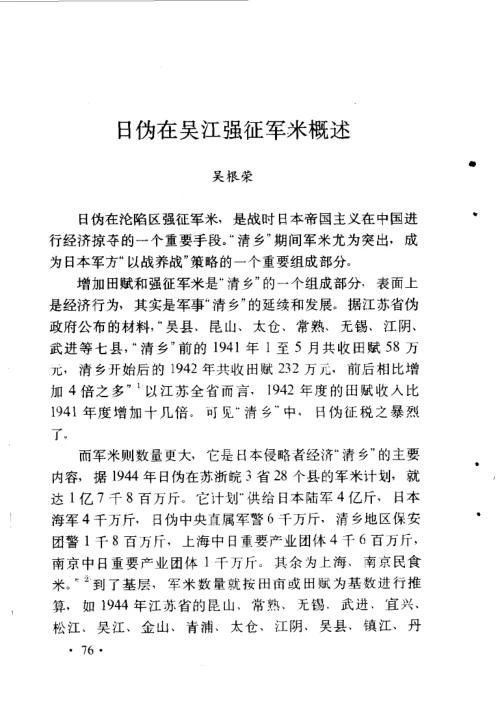 日伪在吴江强征军米概述
吴根荣
日伪在沦陷区强征军米，是战时日本帝国主义在中国进
行经济掠夺的一个重要手段。“清乡”期间军米尤为突出，成
为日本军方“以战养战”策略的一个重要组成部分。
增加田赋和强征军米是“清乡”的一个组成部分，表面上
是经济行为，其实是军事“清乡”的延续和发展。据江苏省伪
政府公布的材料，“吴县、昆山、太仓、常熟、无锡、江阴、
武进等七县，“清乡”前的1941年1至5月共收田赋58万
元，清乡开始后的1942年共收田赋232万元，前后相比增
加4倍之多”1以江苏全省而言，1942年度的田赋收入比
1941年度增加十几倍。可见“清乡”中，日伪征税之暴烈
了。
而军米则数量更大，它是日本侵略者经济“清乡”的主要
内容，据1944年日伪在苏浙皖3省28个县的军米计划，就
达1亿7千8百万斤。它计划“供给日本陆军4亿斤，日本
海军4千万斤，日伪中央直属军警6千万斤，清乡地区保安
团警1千8百万斤，上海中日重要产业团体4千6百万斤，
南京中日重要产业团体1千万斤。其余为上海、南京民食
米。”2到了基层，军米数量就按田亩或田赋为基数进行推
算，如1944年江苏省的昆山、常熟、无锡、武进、宜兴、
松江、吴江、金山、青浦、太仓、江阴、吴县、镇江、丹
·76·